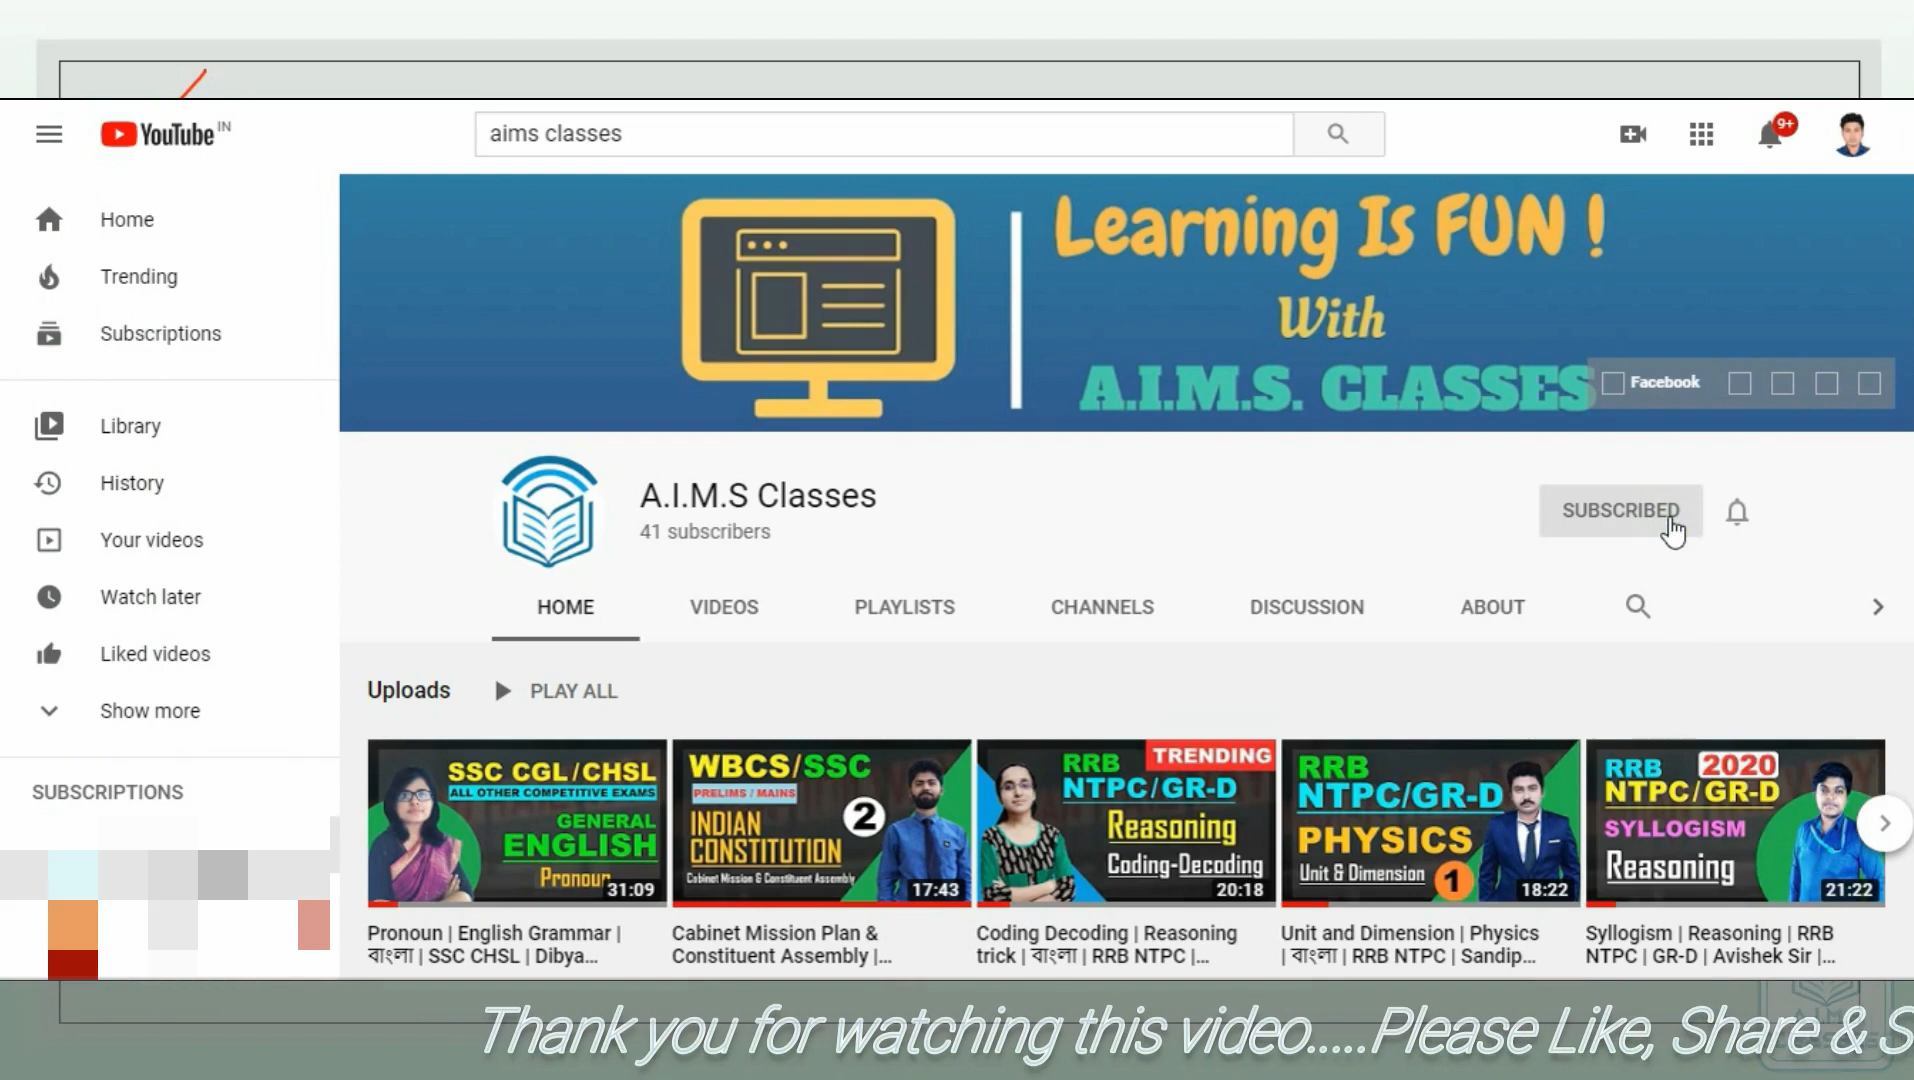 YouTube IN
aims classes
9+
Home
Trending
Subscriptions
Library
History
Your videos
Watch later
Liked videos
Show more
SUBSCRIPTIONS
Learning Is FUN !
With
A.I.M.S. CLASSES
Facebook
A.I.M.S Classes
41 subscribers
SUBSCRIBED
HOME VIDEOS PLAYLISTS CHANNELS DISCUSSION ABOUT
Uploads PLAY ALL
SSC CGL/CHSL
ALL OTHER COMPETITIVE EXAMS
GENERAL
ENGLISH
Pronoun
31:09
Pronoun | English Grammar |
বাংলা | SSC CHSL | Dibya...
WBCS/SSC
PRELIMS / MAINS
2
INDIAN
CONSTITUTION
Cabinet Mission & Constituent Assembly
17:43
Cabinet Mission Plan &
Constituent Assembly |...
TRENDING
RRB
NTPC/GR-D
Reasoning
Coding-Decoding
20:18
Coding Decoding | Reasoning
trick | বাংলা | RRB NTPC |...
RRB
NTPC/GR-D
PHYSICS
Unit & Dimension 1
18:22
Unit and Dimension | Physics
| বাংলা | RRB NTPC | Sandip...
RRB 2020
NTPC/GR-D
SYLLOGISM
Reasoning
21:22
Syllogism | Reasoning | RRB
NTPC | GR-D | Avishek Sir |...
Thank you for watching this video.....Please Like, Share & S